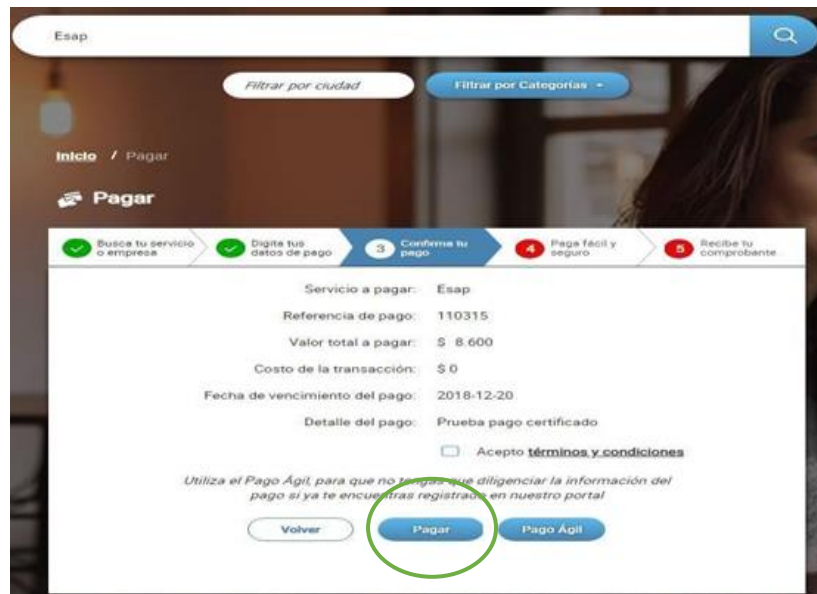 Esap
Filtrar por ciudad
Filtrar por Categorías
Inicio / Pagar
Pagar
Busca tu servicio
o empresa
Digita tus
datos de pago
3
Confirma tu
pago
4
Paga fácil y
seguro
5
Recibe tu
comprobante
Servicio a pagar: Esap
Referencia de pago: 110315
Valor total a pagar: $ 8.600
Costo de la transacción: $ 0
Fecha de vencimiento del pago: 2018-12-20
Detalle del pago: Prueba pago certificado
Acepto términos y condiciones
Utiliza el Pago Ágil, para que no tengas que diligenciar la información del
pago si ya te encuentras registrado en nuestro portal
Volver
Pagar
Pago Ágil